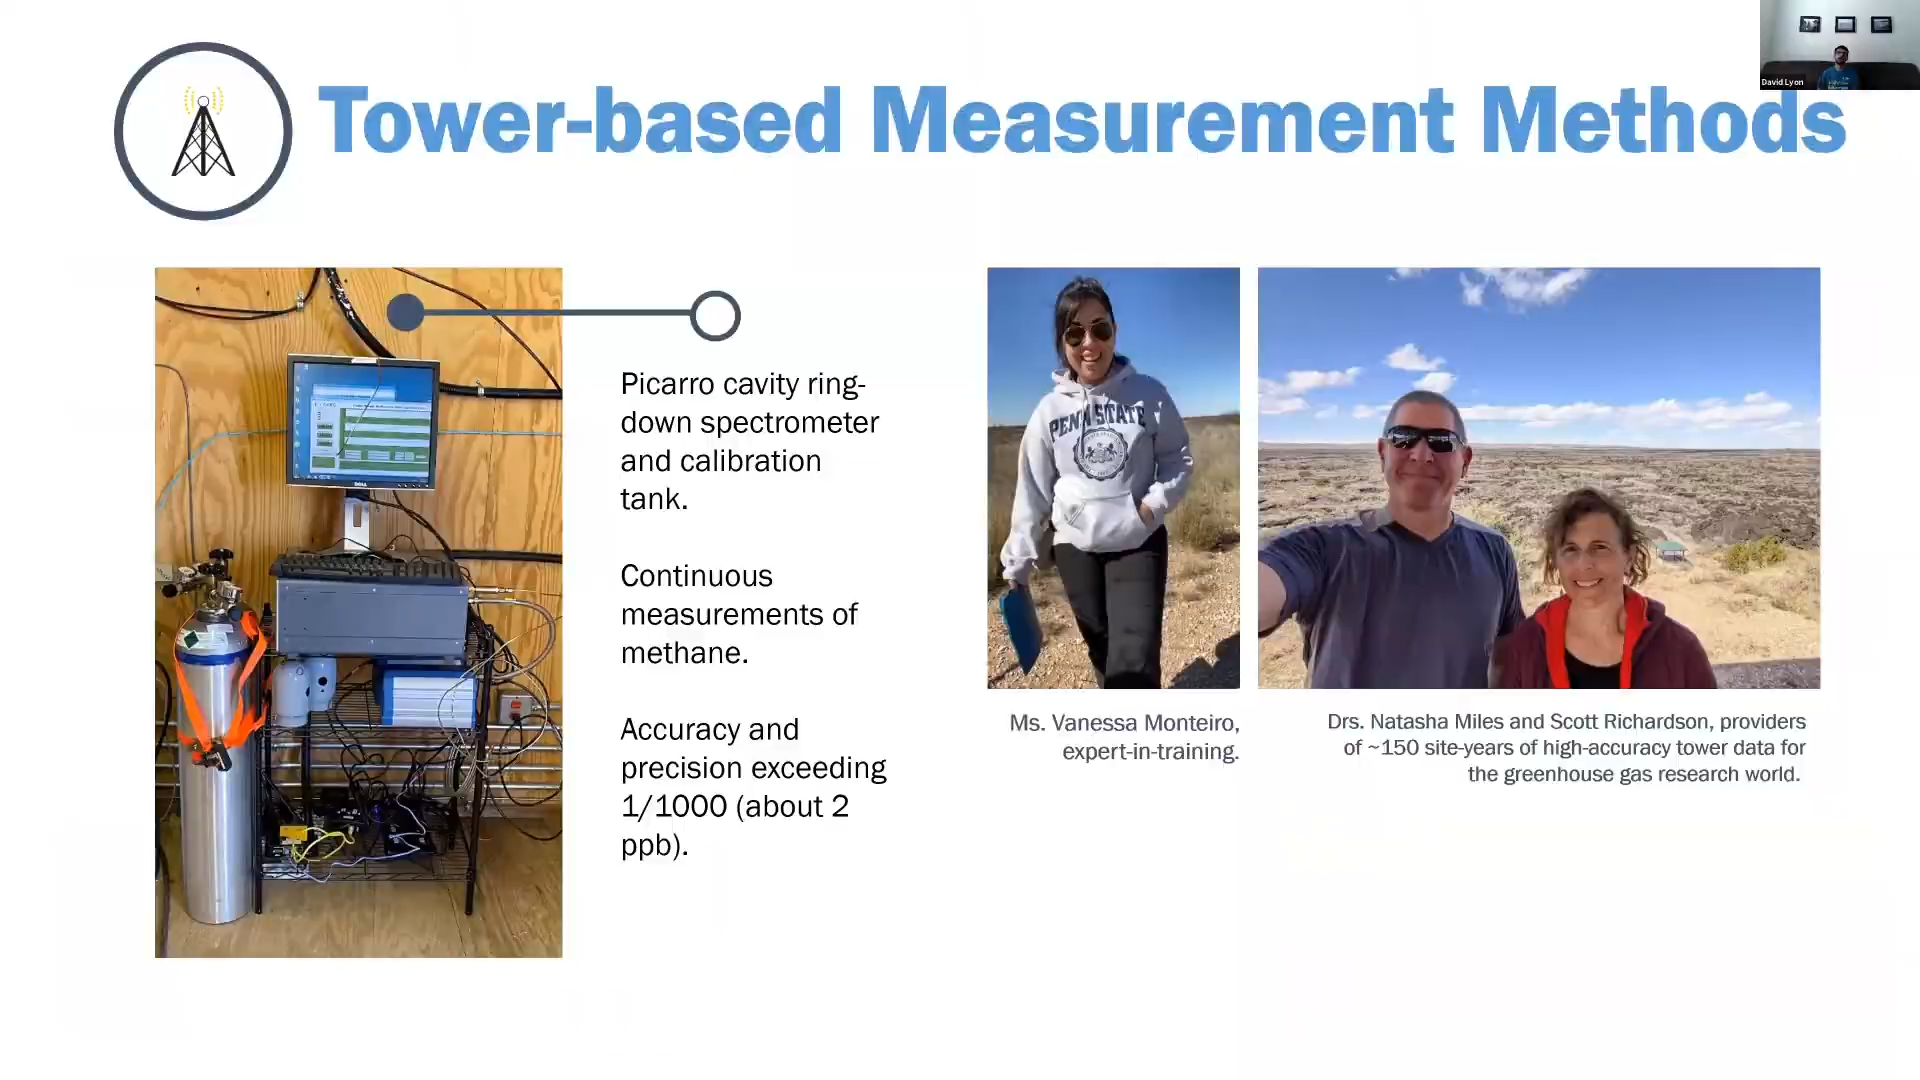 David Lyon
Tower-based Measurement Methods
Picarro cavity ring-
down spectrometer
and calibration
tank.
Continuous
measurements of
methane.
Accuracy and
precision exceeding
1/1000 (about 2
ppb).
DELL
PENN STATE
Ms. Vanessa Monteiro,
expert-in-training.
Drs. Natasha Miles and Scott Richardson, providers
of ~150 site-years of high-accuracy tower data for
the greenhouse gas research world.